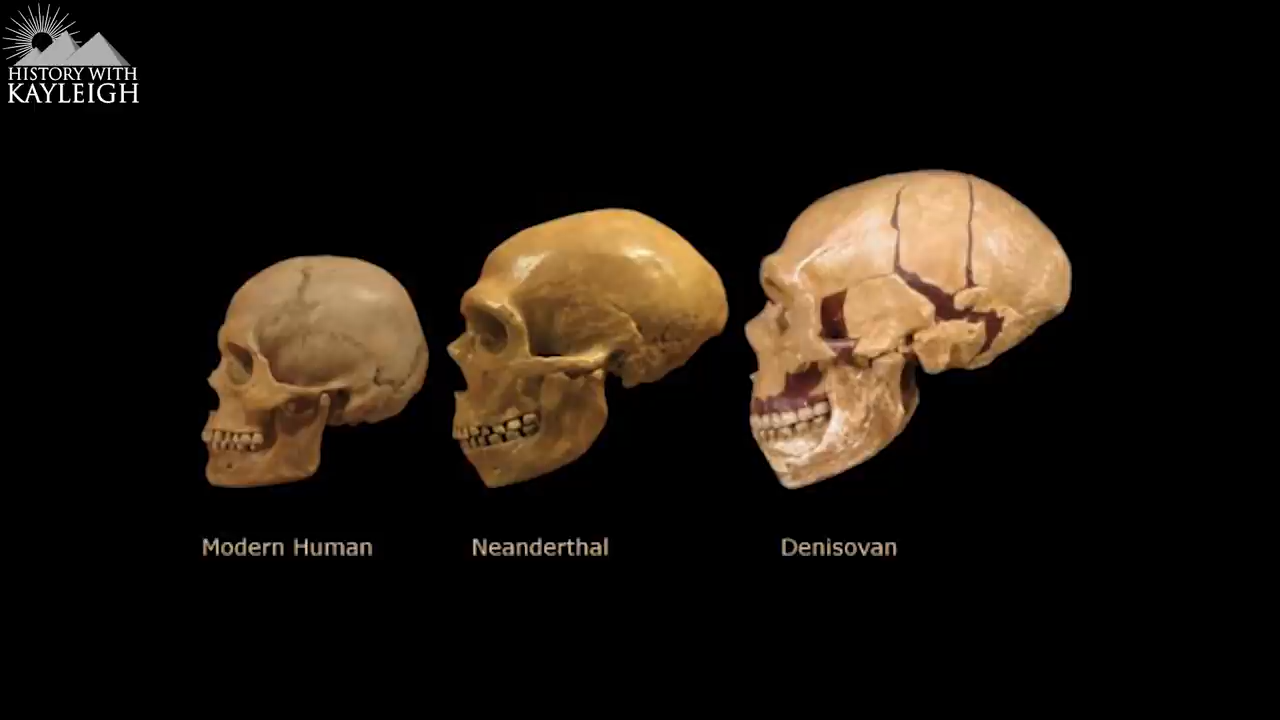 HISTORY WITH
KAYLEIGH
Modern Human
Neanderthal
Denisovan